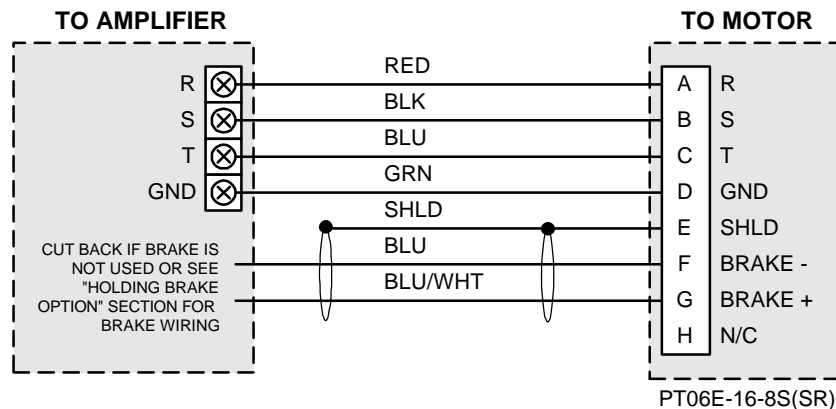 TO AMPLIFIER
TO MOTOR
R RED A R
S BLK B S
T BLU C T
GND GRN D GND
SHLD E SHLD
BLU F BRAKE -
BLU/WHT G BRAKE +
H N/C
CUT BACK IF BRAKE IS
NOT USED OR SEE
"HOLDING BRAKE
OPTION" SECTION FOR
BRAKE WIRING
PT06E-16-8S(SR)